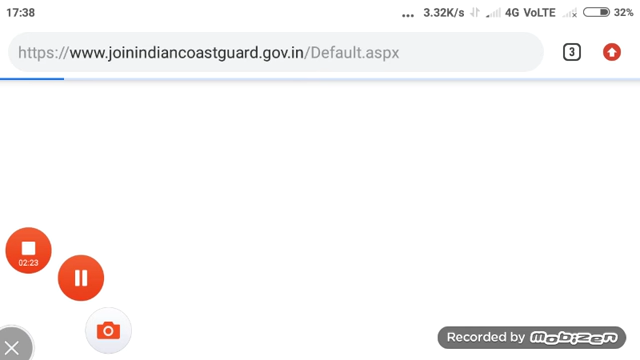 17:38 ... 3.32K/s 4G VoLTE 32%
https://www.joinindiancoastguard.gov.in/Default.aspx 3
02:23
Recorded by mobizen